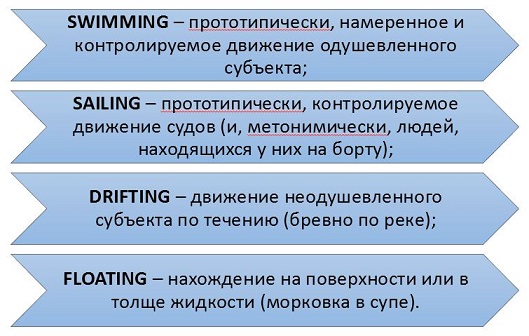 SWIMMING – прототипически, намеренное и
контролируемое движение одушевленного
субъекта;
SAILING – прототипически, контролируемое
движение судов (и, метонимически, людей,
находящихся у них на борту);
DRIFTING – движение неодушевленного
субъекта по течению (бревно по реке);
FLOATING – нахождение на поверхности или в
толще жидкости (морковка в супе).